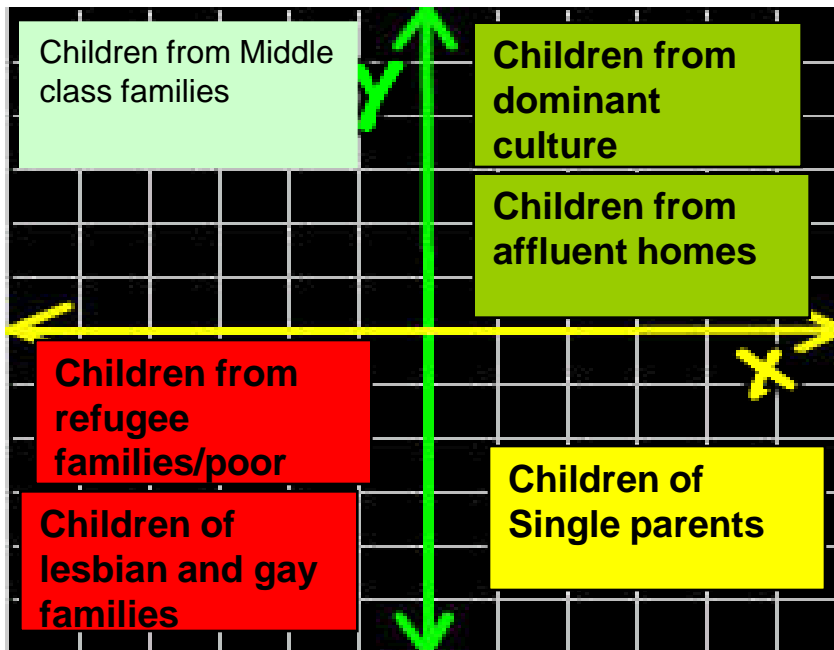 Children from Middle
class families
y
Children from
dominant
culture
Children from
affluent homes
x
Children from
refugee
families/poor
Children of
lesbian and gay
families
Children of
Single parents